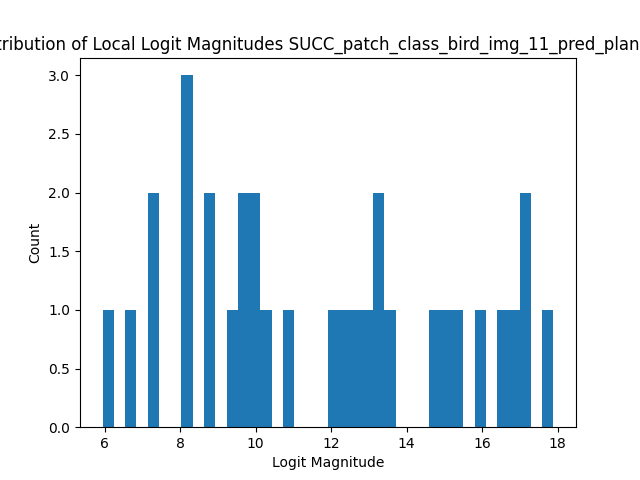 tribution of Local Logit Magnitudes SUCC_patch_class_bird_img_11_pred_plan
3.0
2.5
2.0
1.5
1.0
0.5
0.0
Count
6 8 10 12 14 16 18
Logit Magnitude